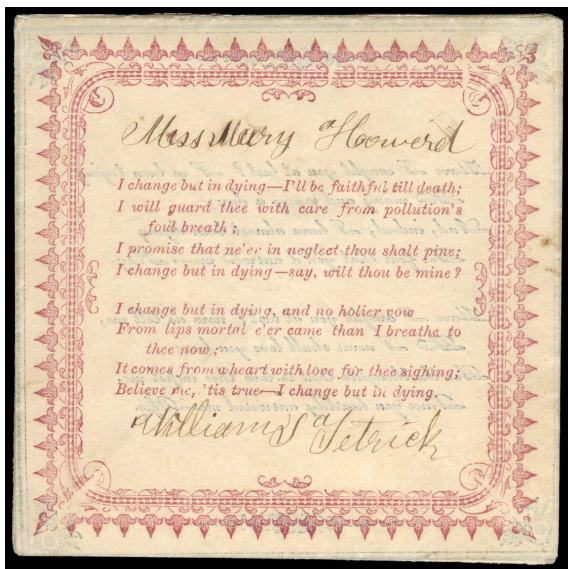 Miss Mary Howerd
I change but in dying—I'll be faithful till death;
I will guard thee with care from pollution's
foul breath;
I promise that ne'er in neglect thou shalt pine;
I change but in dying—say, wilt thou be mine?
I change but in dying, and no holier vow
From lips mortal e'er came than I breathe to
thee now;
It comes from a heart with love for thee sighing;
Believe me, 'tis true—I change but in dying.
William S Tetrick